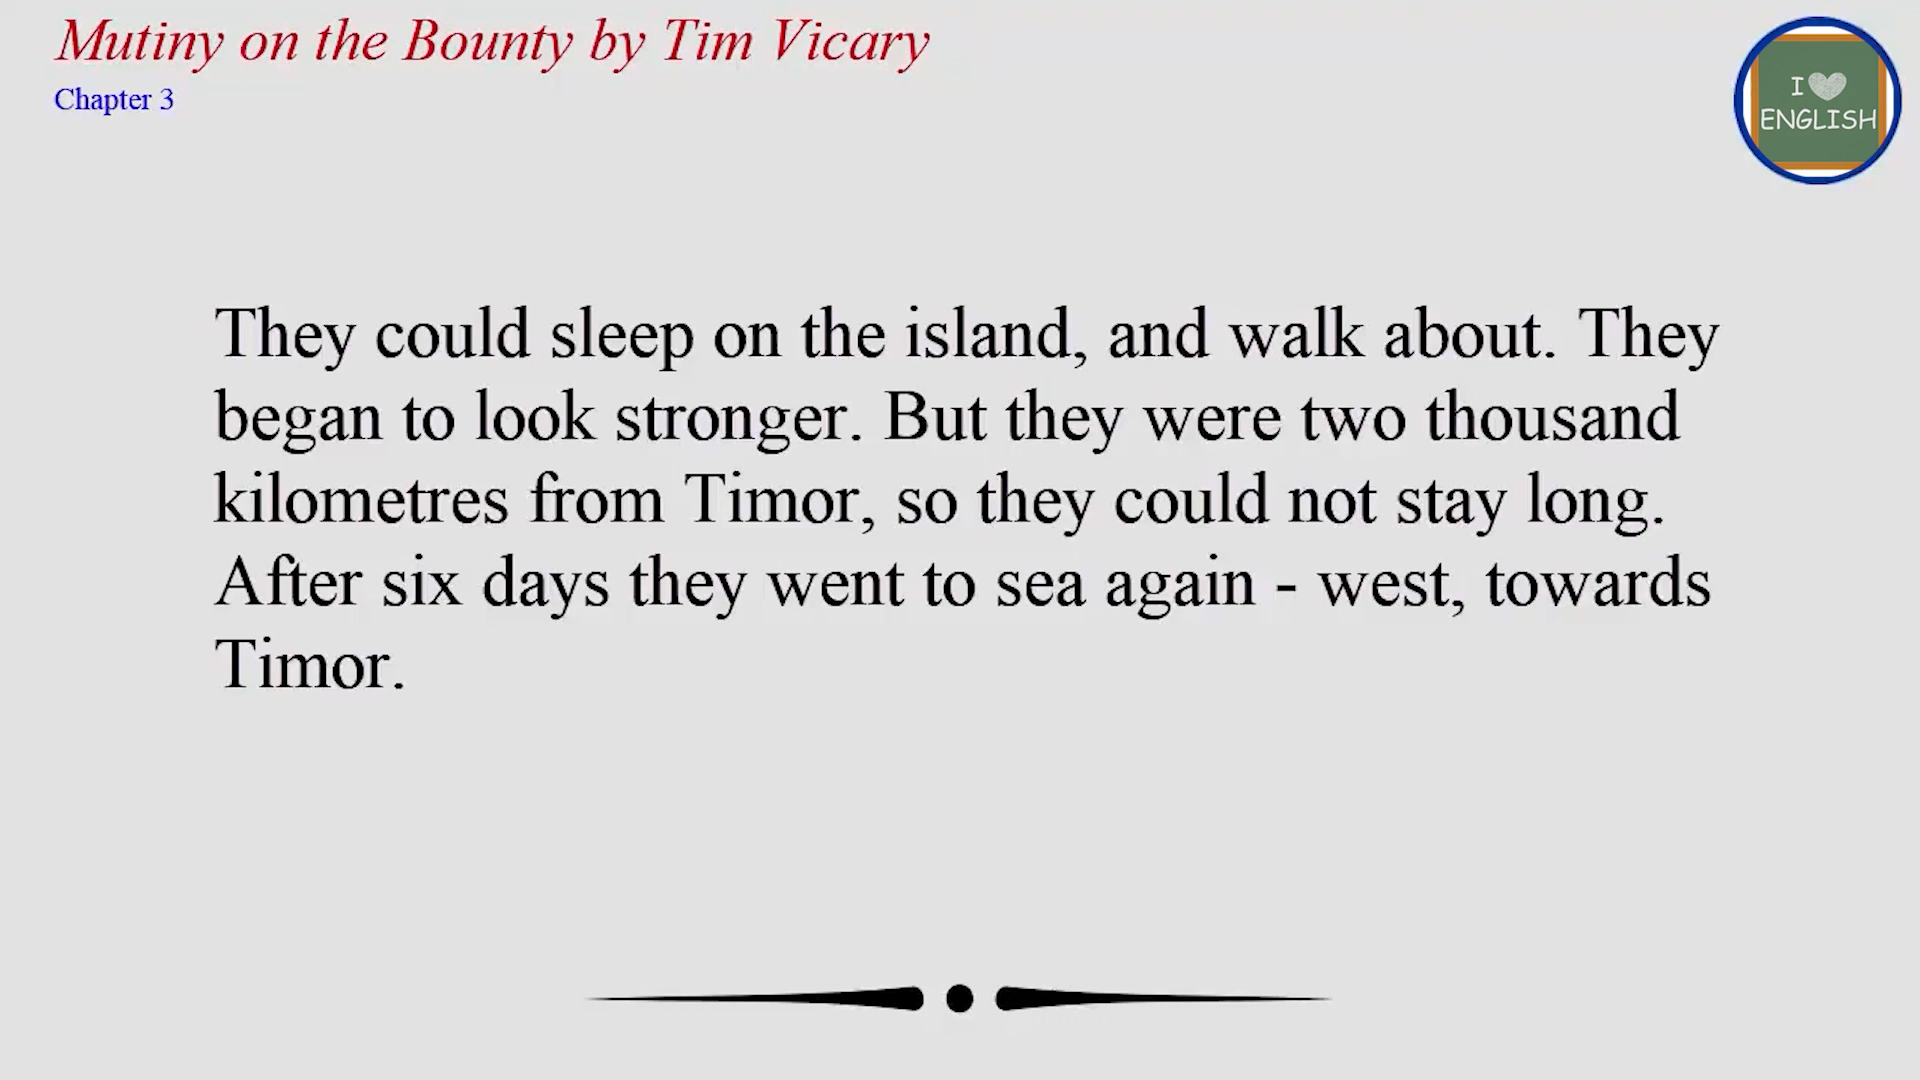 Mutiny on the Bounty by Tim Vicary
Chapter 3
I
ENGLISH
They could sleep on the island, and walk about. They
began to look stronger. But they were two thousand
kilometres from Timor, so they could not stay long.
After six days they went to sea again - west, towards
Timor.